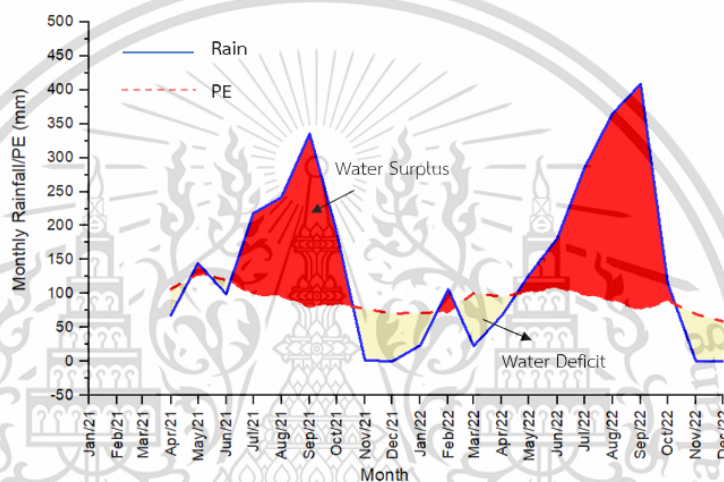 500
450
400
350
300
250
200
150
100
50
0
-50
Monthly Rainfall/PE (mm)
Rain
PE
Water Surplus
Water Deficit
Jan/21
Feb/21
Mar/21
Apr/21
May/21
Jun/21
Jul/21
Aug/21
Sep/21
Oct/21
Nov/21
Dec/21
Jan/22
Feb/22
Mar/22
Apr/22
May/22
Jun/22
Jul/22
Aug/22
Sep/22
Oct/22
Nov/22
Month